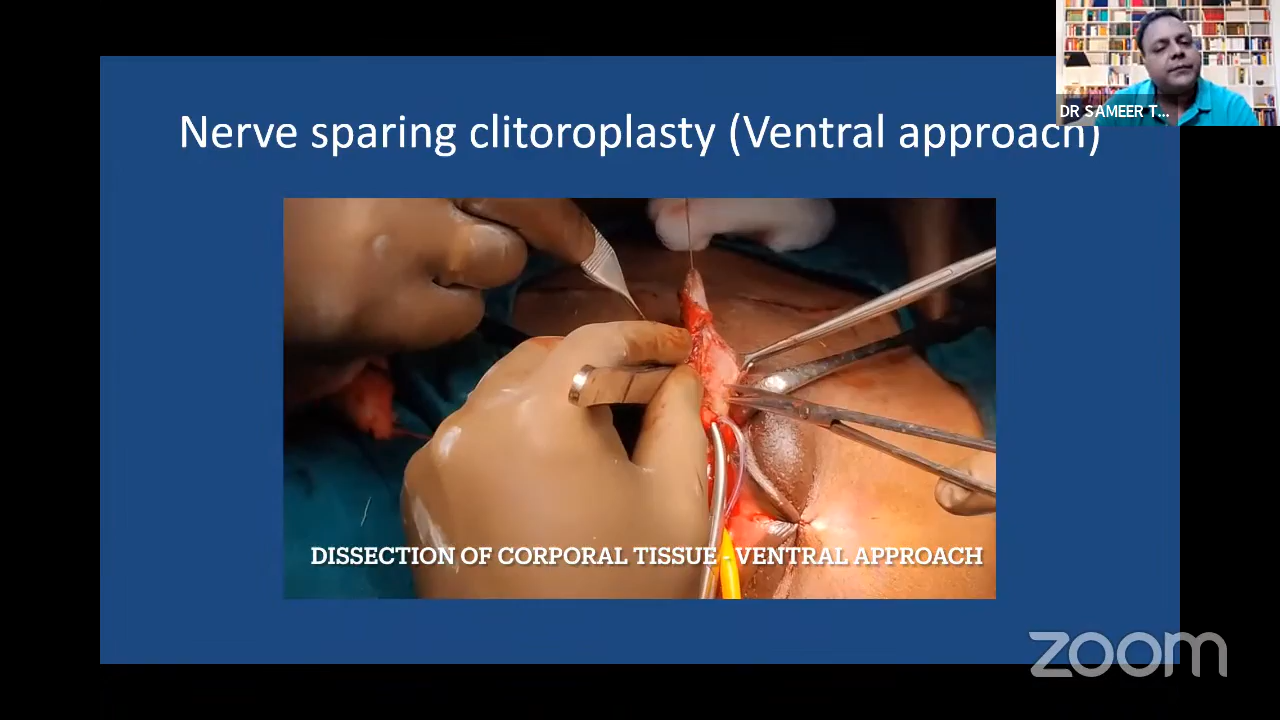 DR SAMEER T...
Nerve sparing clitoroplasty (Ventral approach)
DISSECTION OF CORPORAL TISSUE - VENTRAL APPROACH
zoom